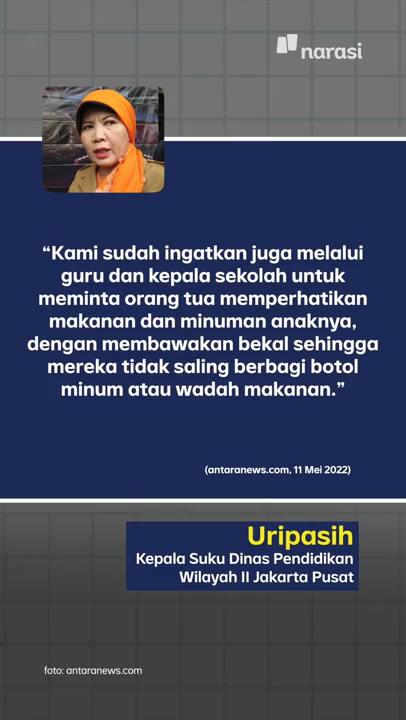 narasi
“Kami sudah ingatkan juga melalui
guru dan kepala sekolah untuk
meminta orang tua memperhatikan
makanan dan minuman anaknya,
dengan membawakan bekal sehingga
mereka tidak saling berbagi botol
minum atau wadah makanan.”
(antaranews.com, 11 Mei 2022)
Uripasih
Kepala Suku Dinas Pendidikan
Wilayah II Jakarta Pusat
foto: antaranews.com